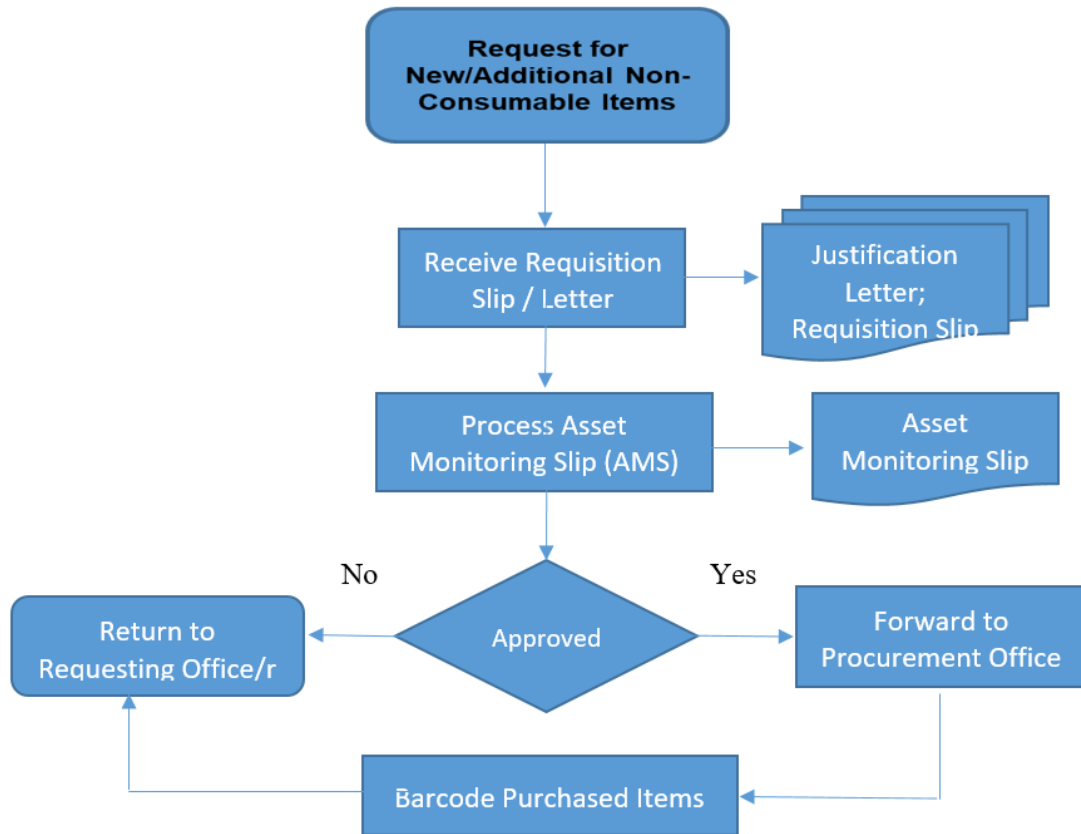 Request for
New/Additional Non-
Consumable Items
Receive Requisition
Slip / Letter
Justification
Letter;
Requisition Slip
Process Asset
Monitoring Slip (AMS)
Asset
Monitoring Slip
No
Yes
Return to
Requesting Office/r
Approved
Forward to
Procurement Office
Barcode Purchased Items